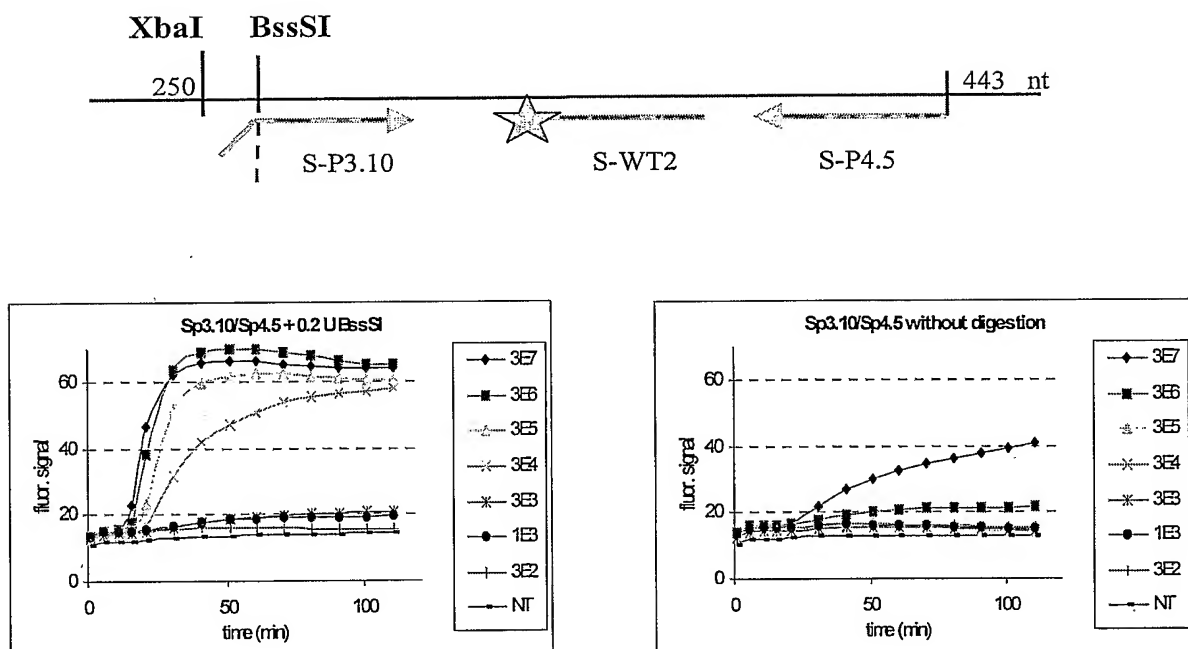 XbaI BssSI
250
443 nt
S-P3.10
S-WT2
S-P4.5
Sp3.10/Sp4.5 + 0.2 U BssSI
60
40
20
0
fluor. signal
0 50 100
time (min)
3E7
3E6
3E5
3E4
3E3
1E3
3E2
NT
Sp3.10/Sp4.5 without digestion
60
40
20
0
fluor. signal
0 50 100
time (min)
3E7
3E6
3E5
3E4
3E3
1E3
3E2
NT